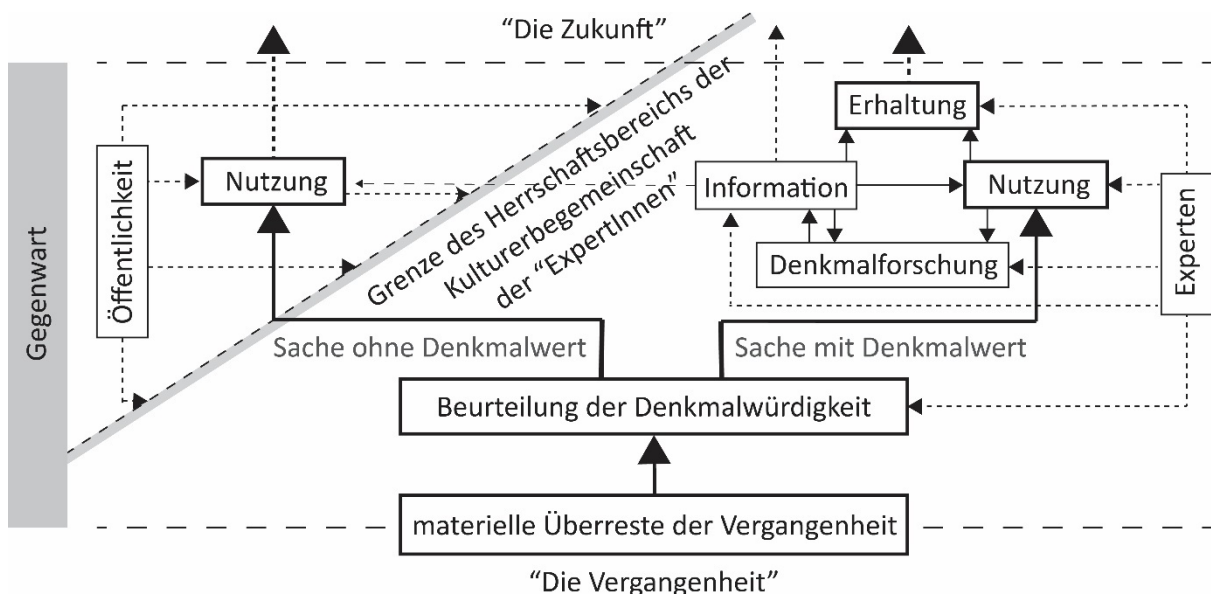 “Die Zukunft”
Gegenwart
Öffentlichkeit
Nutzung
Grenze des Herrschaftsbereichs der
Kulturerbegemeinschaft
der “ExpertInnen”
Erhaltung
Information
Nutzung
Denkmalforschung
Experten
Sache ohne Denkmalwert
Sache mit Denkmalwert
Beurteilung der Denkmalwürdigkeit
materielle Überreste der Vergangenheit
“Die Vergangenheit”